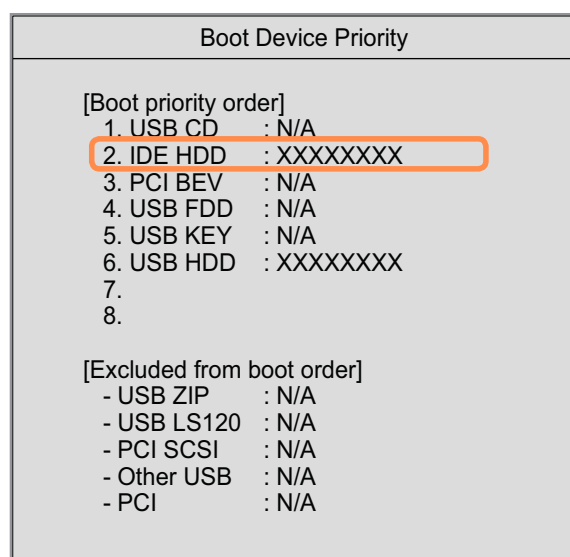 Boot Device Priority
[Boot priority order]
1. USB CD : N/A
2. IDE HDD : XXXXXXXX
3. PCI BEV : N/A
4. USB FDD : N/A
5. USB KEY : N/A
6. USB HDD : XXXXXXXX
7.
8.
[Excluded from boot order]
- USB ZIP : N/A
- USB LS120 : N/A
- PCI SCSI : N/A
- Other USB : N/A
- PCI : N/A